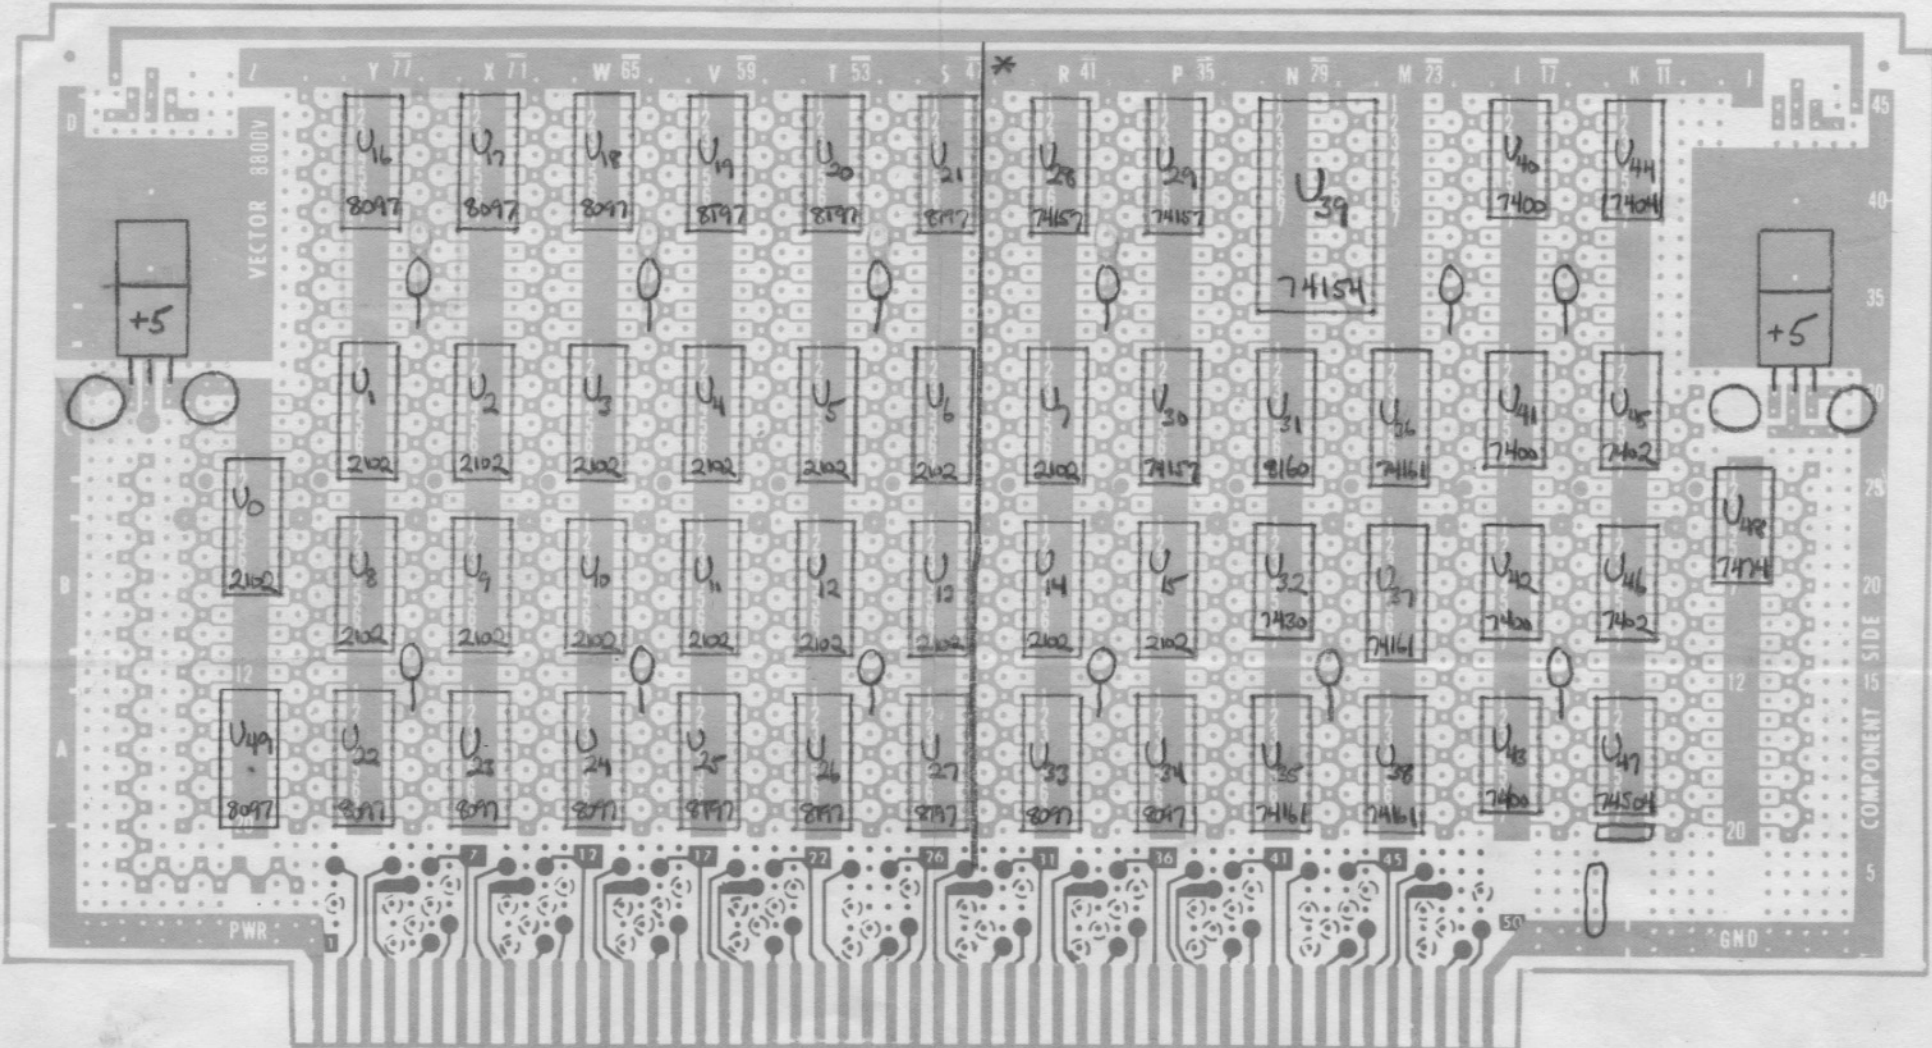 Z Y 77 X 71 W 65 V 59 T 53 S 47 * R 41 P 35 N 29 M 23 L 17 K 11 J
D
VECTOR 8800V
45
U16 U17 U18 U19 U20 U21 U28 U29 U39 U40 U44
8097 8097 8097 8T97 8T97 8T97 74157 74157 74154 7400 7404
40
35
+5 +5
30
C
U1 U2 U3 U4 U5 U6 U7 U30 U31 U36 U41 U45
2102 2102 2102 2102 2102 2102 2102 74157 8160 74161 7400 7402
25
U0 U48
2102 7474
B
20
U8 U9 U10 U11 U12 U13 U14 U15 U32 U37 U42 U46
2102 2102 2102 2102 2102 2102 2102 2102 7430 74161 7400 7402
12 12 15
COMPONENT SIDE
A
U49 U22 U23 U24 U25 U26 U27 U33 U34 U35 U38 U43 U47
8097 8097 8097 8097 8T97 8T97 8T97 8097 8097 74161 74161 7400 74S04
20 20
7 12 17 22 26 31 36 41 45
5
PWR 1 50 GND